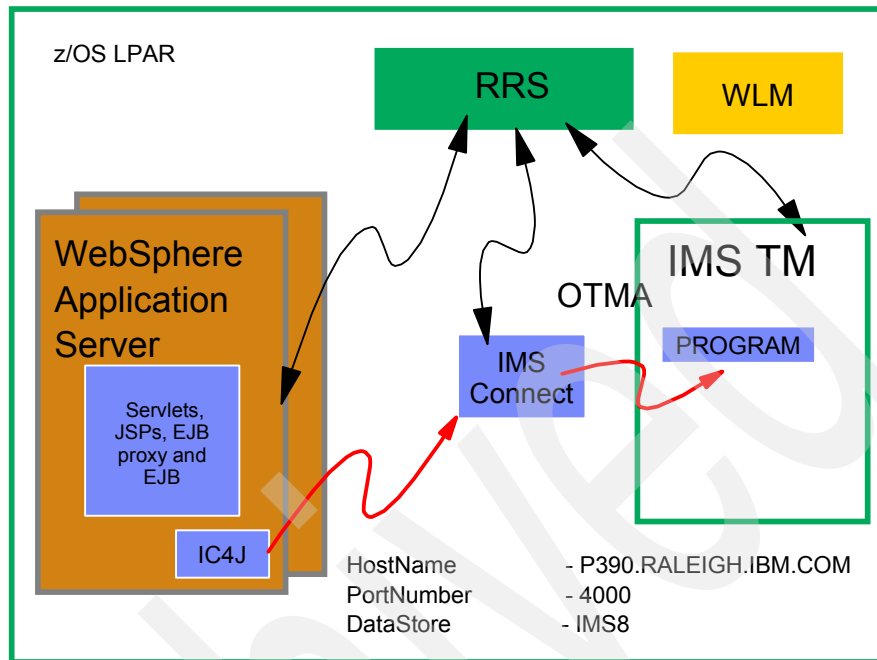 z/OS LPAR
RRS
WLM
WebSphere
Application
Server
IMS TM
OTMA
PROGRAM
IMS
Connect
Servlets,
JSPs, EJB
proxy and
EJB
IC4J
HostName - P390.RALEIGH.IBM.COM
PortNumber - 4000
DataStore - IMS8